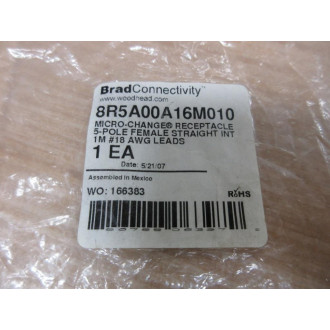 BradConnectivity™
www.woodhead.com
8R5A00A16M010
MICRO-CHANGE® RECEPTACLE
5-POLE FEMALE STRAIGHT INT
1M #18 AWG LEADS
1 EA
Date: 5/21/07
Assembled in Mexico
WO: 166383
RoHS